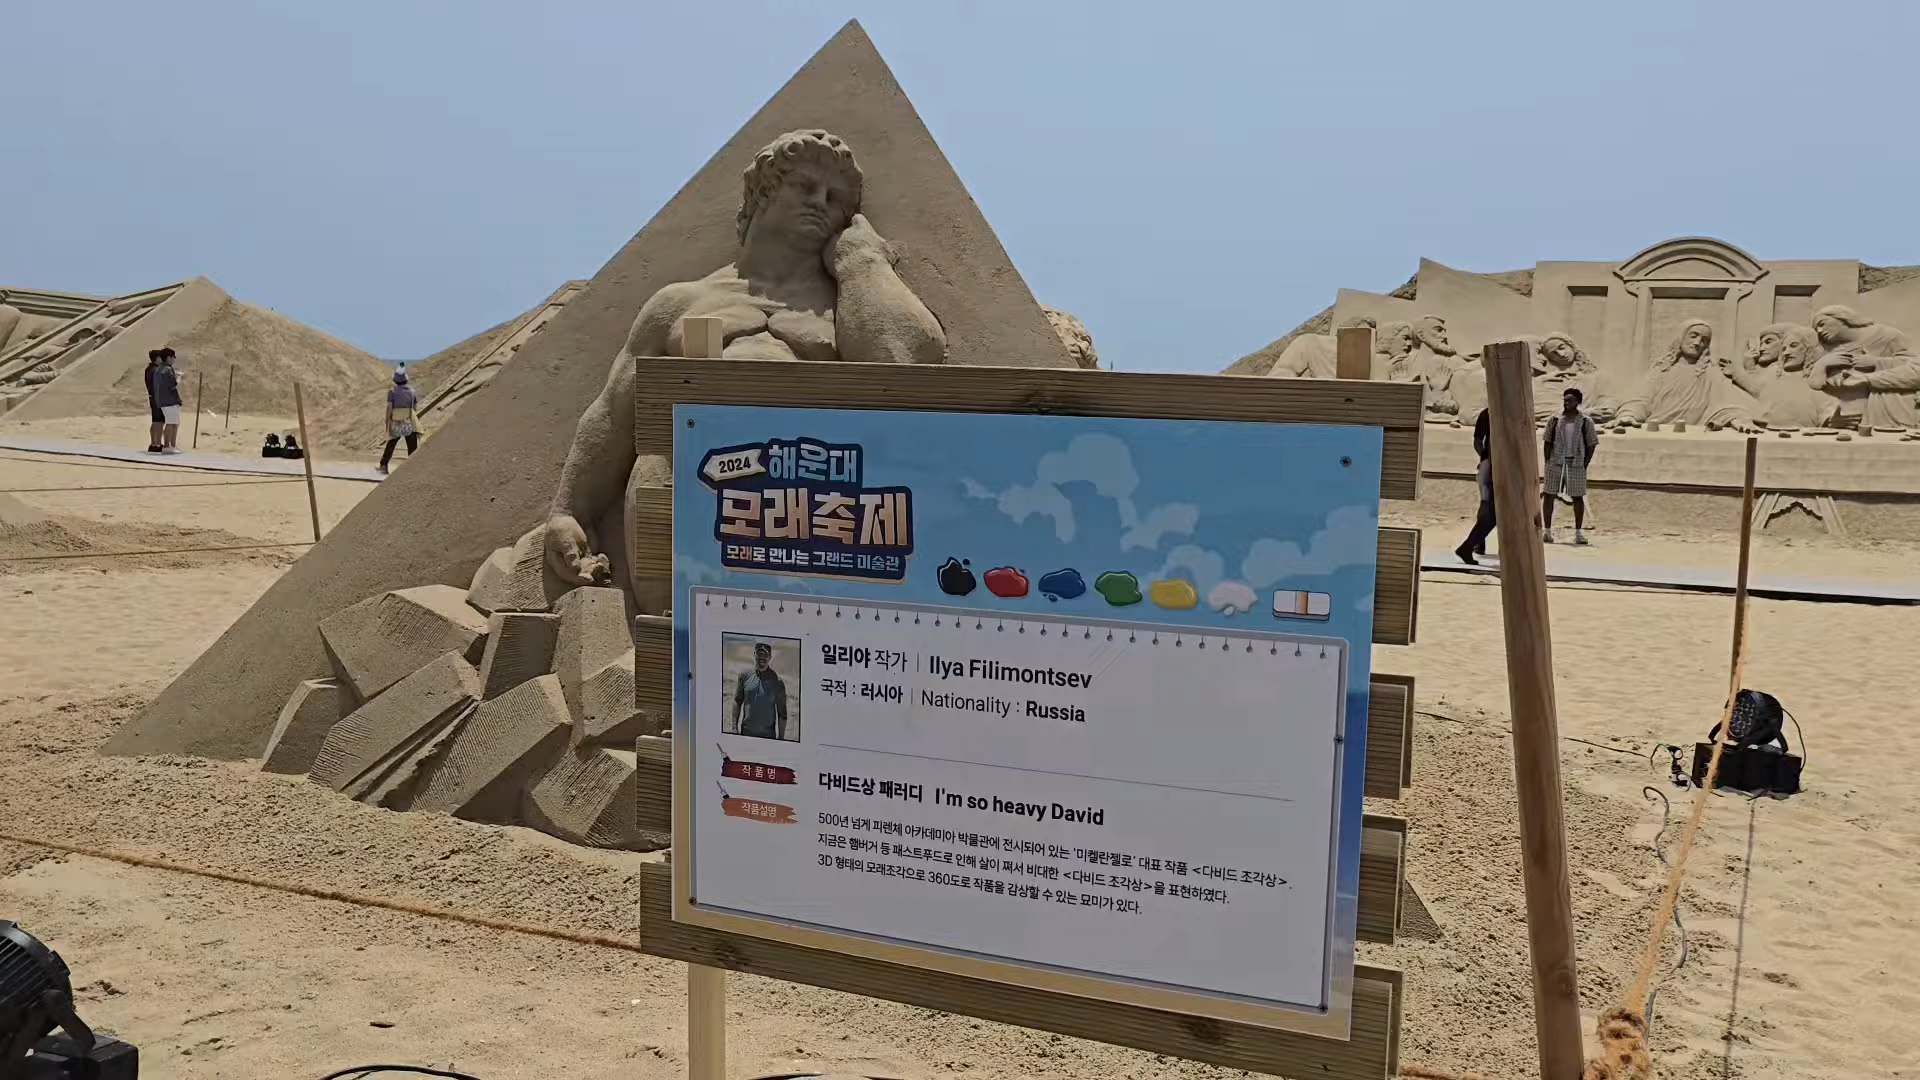 2024 해운대
모래축제
모래로 만나는 그랜드 미술관
일리야 작가 | Ilya Filimontsev
국적 : 러시아 | Nationality : Russia
작품명
다비드상 패러디 I'm so heavy David
작품설명
500년 넘게 피렌체 아카데미아 박물관에 전시되어 있는 '미켈란젤로' 대표 작품 <다비드 조각상>.
지금은 햄버거 등 패스트푸드로 인해 살이 쪄서 비대한 <다비드 조각상>을 표현하였다.
3D 형태의 모래조각으로 360도로 작품을 감상할 수 있는 묘미가 있다.